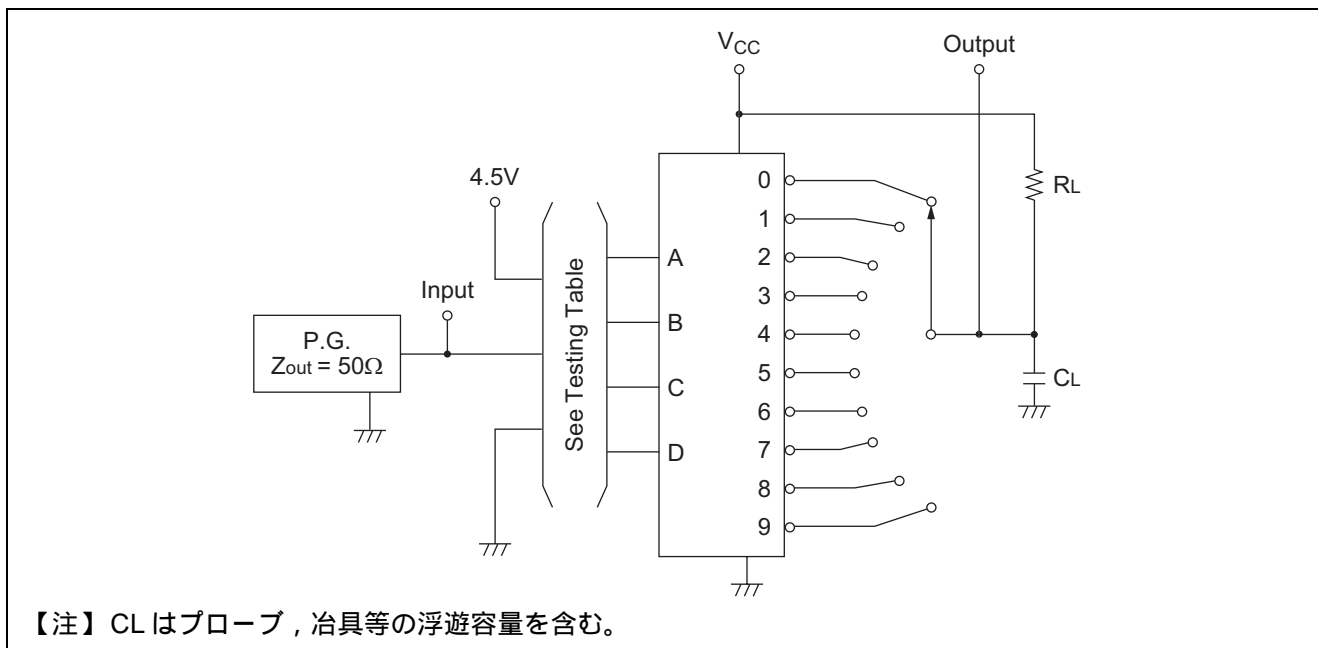 VCC
Output
4.5V
Input
P.G.
Zout = 50Ω
See Testing Table
A
B
C
D
0
1
2
3
4
5
6
7
8
9
RL
CL
【注】CL はプローブ , 冶具等の浮遊容量を含む。